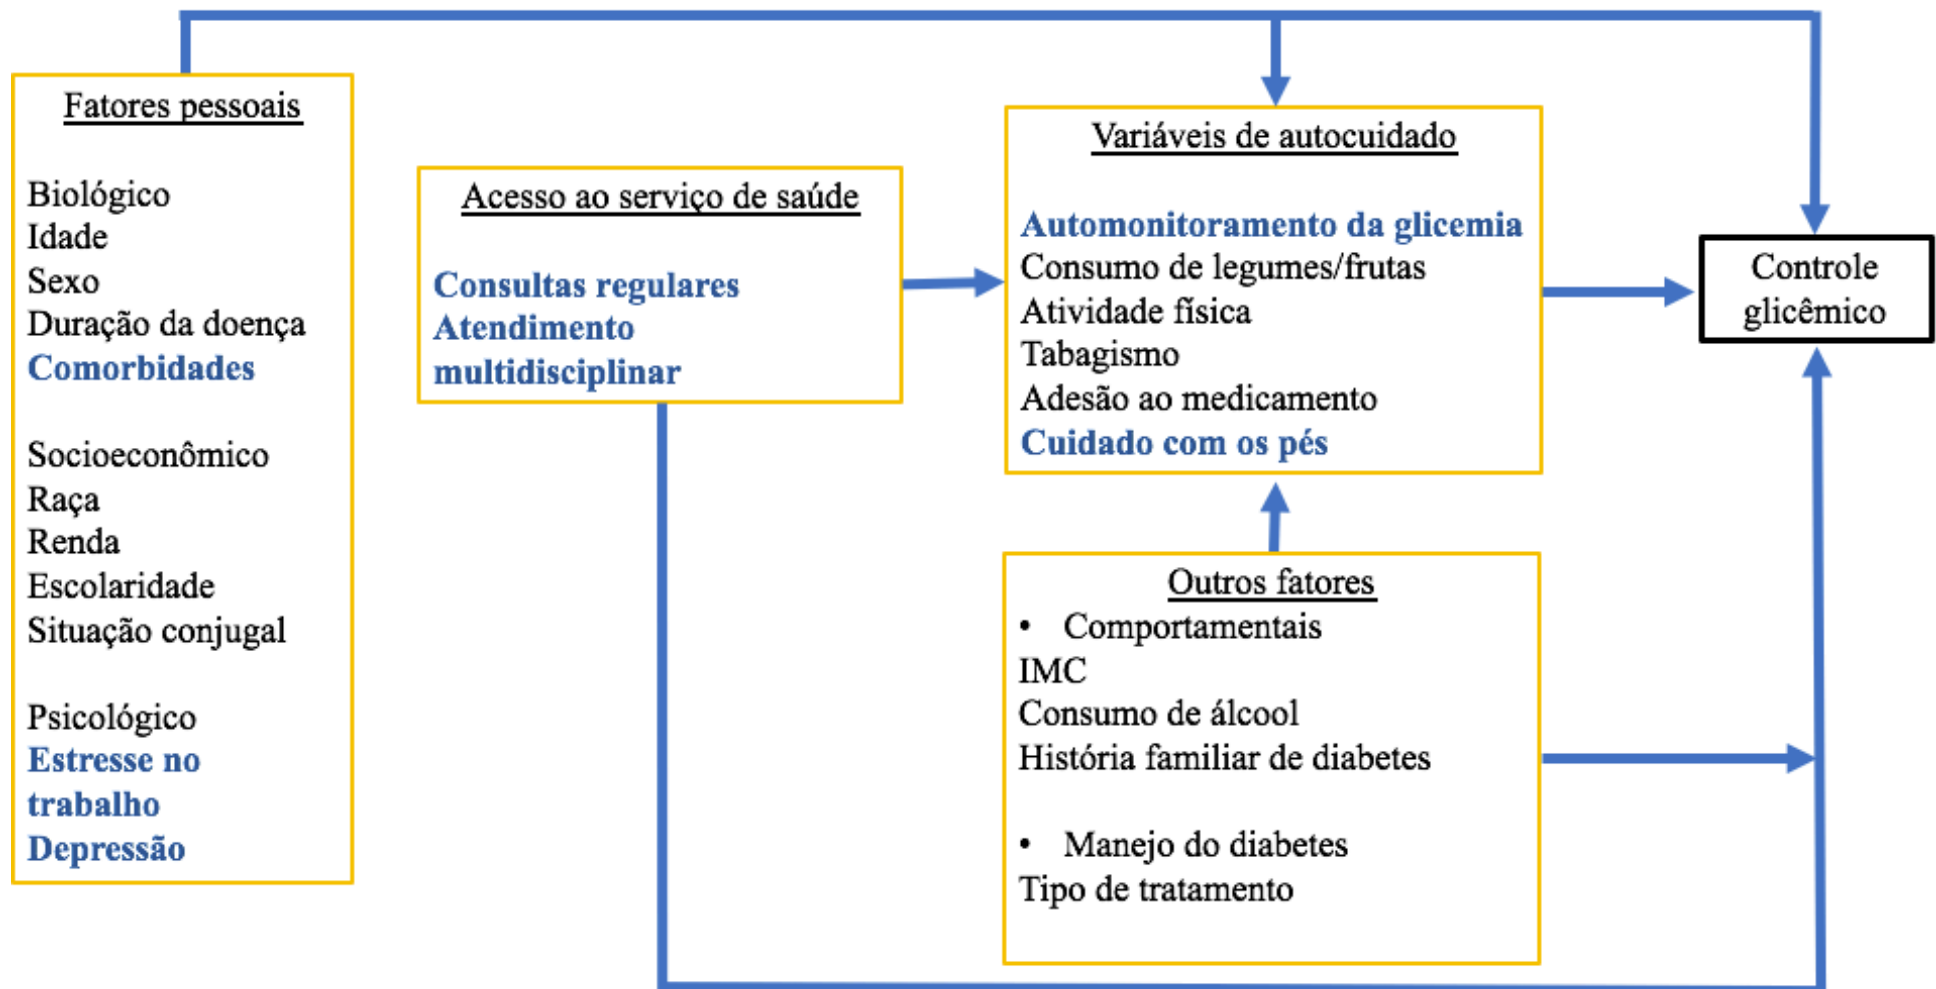 Fatores pessoais
Biológico
Idade
Sexo
Duração da doença
Comorbidades
Socioeconômico
Raça
Renda
Escolaridade
Situação conjugal
Psicológico
Estresse no
trabalho
Depressão
Acesso ao serviço de saúde
Consultas regulares
Atendimento
multidisciplinar
Variáveis de autocuidado
Automonitoramento da glicemia
Consumo de legumes/frutas
Atividade física
Tabagismo
Adesão ao medicamento
Cuidado com os pés
Outros fatores
• Comportamentais
IMC
Consumo de álcool
História familiar de diabetes
• Manejo do diabetes
Tipo de tratamento
Controle
glicêmico